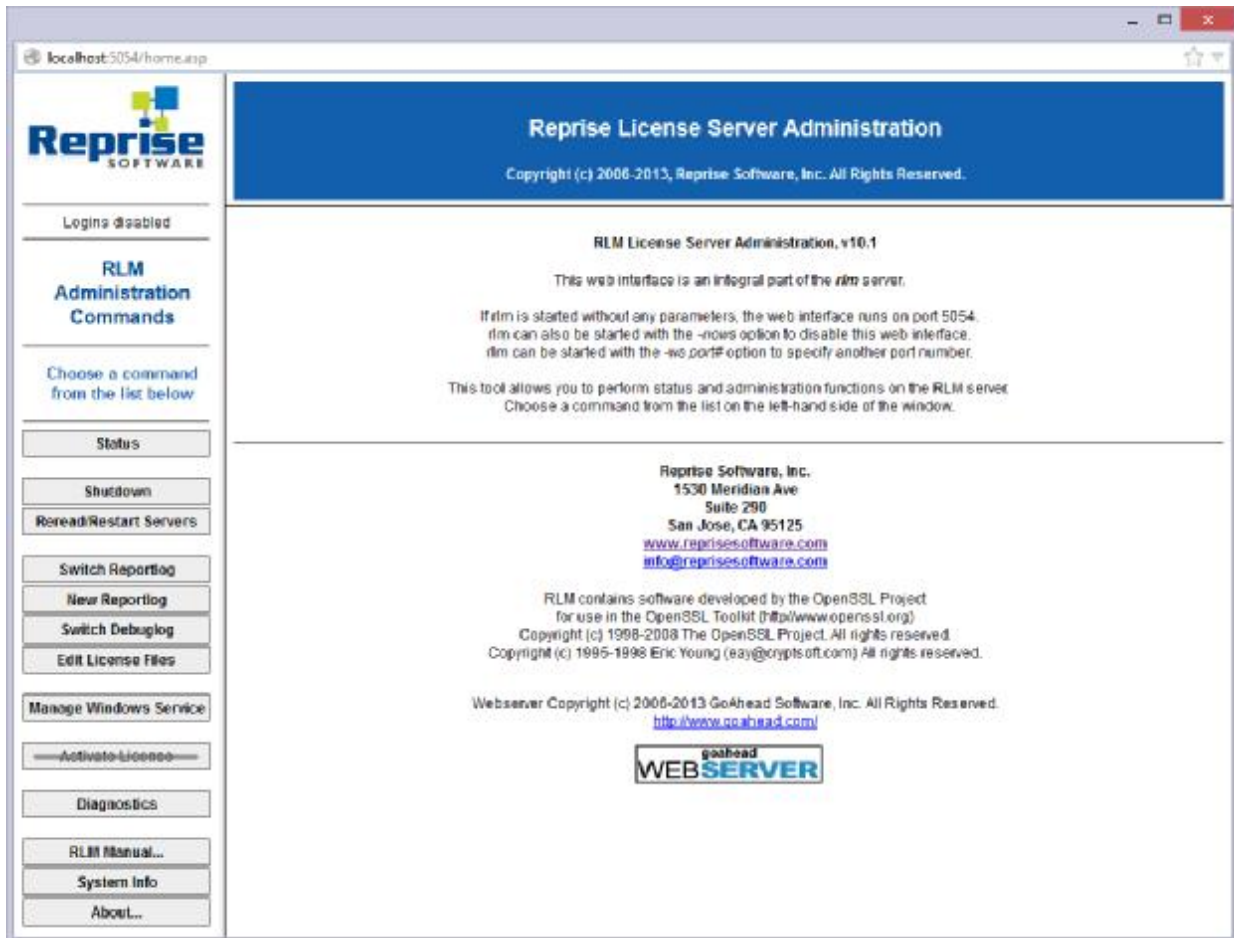 localhost:5054/home.asp
Reprise
SOFTWARE
Logins disabled
RLM
Administration
Commands
Choose a command
from the list below
Status
Shutdown
Reread/Restart Servers
Switch Reportlog
New Reportlog
Switch Debuglog
Edit License Files
Manage Windows Service
Activate License
Diagnostics
RLM Manual...
System Info
About...
Reprise License Server Administration
Copyright (c) 2006-2013, Reprise Software, Inc. All Rights Reserved.
RLM License Server Administration, v10.1
This web interface is an integral part of the rlm server.
If rlm is started without any parameters, the web interface runs on port 5054.
rlm can also be started with the -nows option to disable this web interface.
rlm can be started with the -ws port# option to specify another port number.
This tool allows you to perform status and administration functions on the RLM server.
Choose a command from the list on the left-hand side of the window.
Reprise Software, Inc.
1530 Meridian Ave
Suite 290
San Jose, CA 95125
www.reprisesoftware.com
info@reprisesoftware.com
RLM contains software developed by the OpenSSL Project
for use in the OpenSSL Toolkit (http//www.openssl.org)
Copyright (c) 1998-2008 The OpenSSL Project. All rights reserved.
Copyright (c) 1995-1998 Eric Young (eay@cryptsoft.com) All rights reserved.
Webserver Copyright (c) 2006-2013 GoAhead Software, Inc. All Rights Reserved.
http://www.goahead.com/
goahead
WEBSERVER